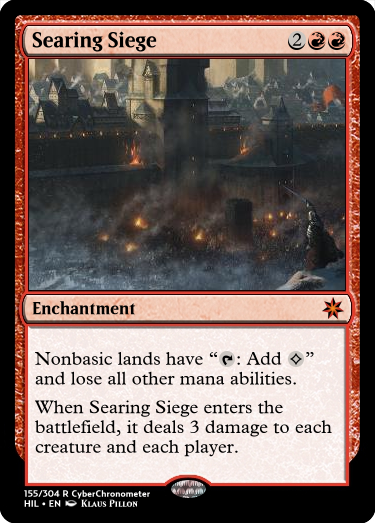 Searing Siege 2RR
Enchantment
Nonbasic lands have “T: Add C”
and lose all other mana abilities.
When Searing Siege enters the
battlefield, it deals 3 damage to each
creature and each player.
155/304 R CyberChronometer
HIL • EN Klaus Pillon